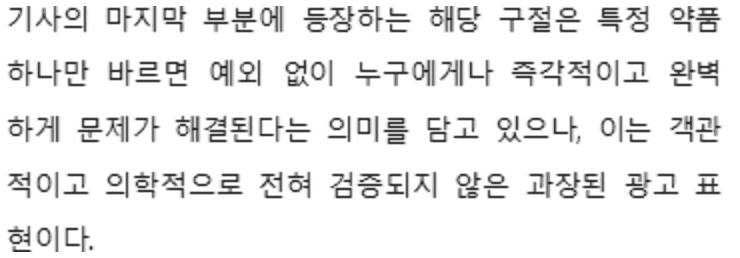 기사의 마지막 부분에 등장하는 해당 구절은 특정 약품
하나만 바르면 예외 없이 누구에게나 즉각적이고 완벽
하게 문제가 해결된다는 의미를 담고 있으나, 이는 객관
적이고 의학적으로 전혀 검증되지 않은 과장된 광고 표
현이다.